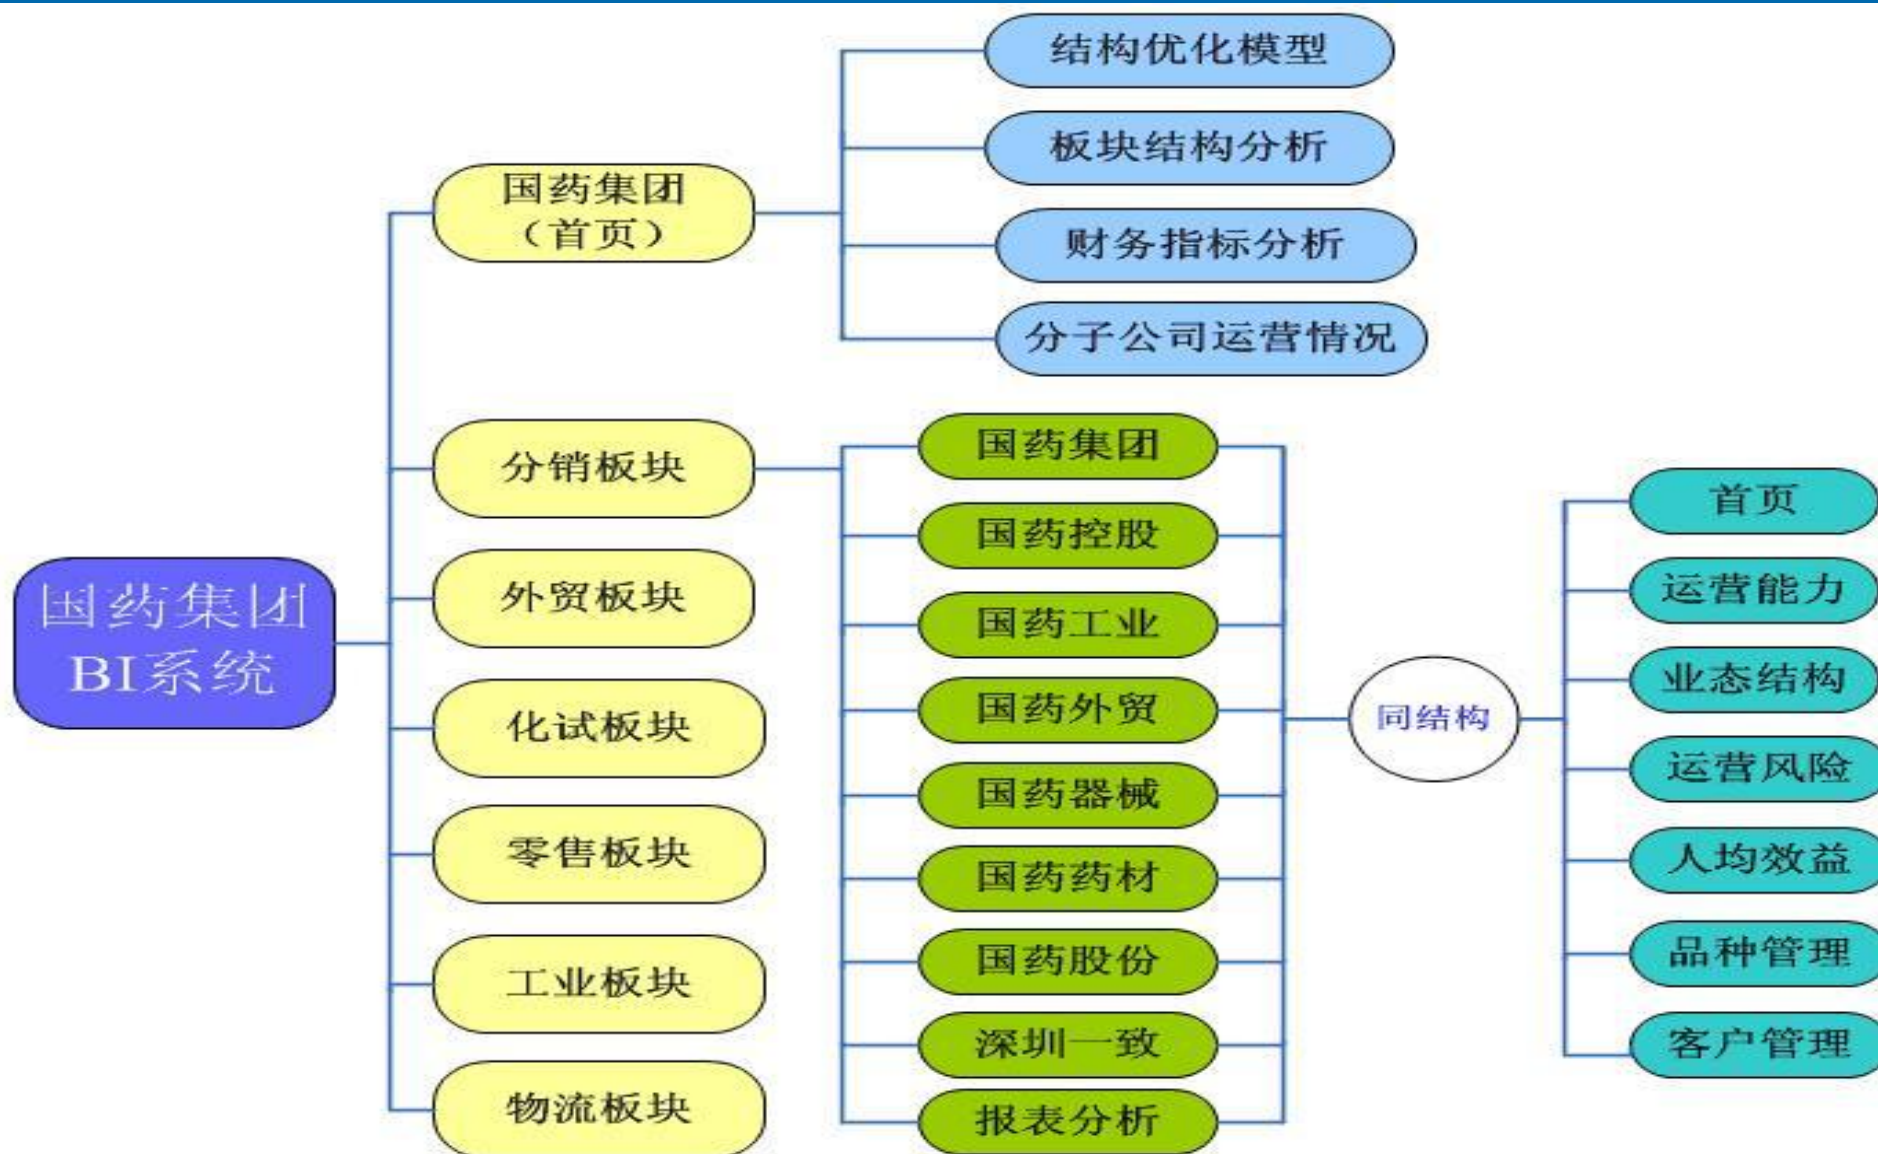 国药集团
BI系统
国药集团
（首页）
分销板块
外贸板块
化试板块
零售板块
工业板块
物流板块
结构优化模型
板块结构分析
财务指标分析
分子公司运营情况
国药集团
国药控股
国药工业
国药外贸
国药器械
国药药材
国药股份
深圳一致
报表分析
同结构
首页
运营能力
业态结构
运营风险
人均效益
品种管理
客户管理